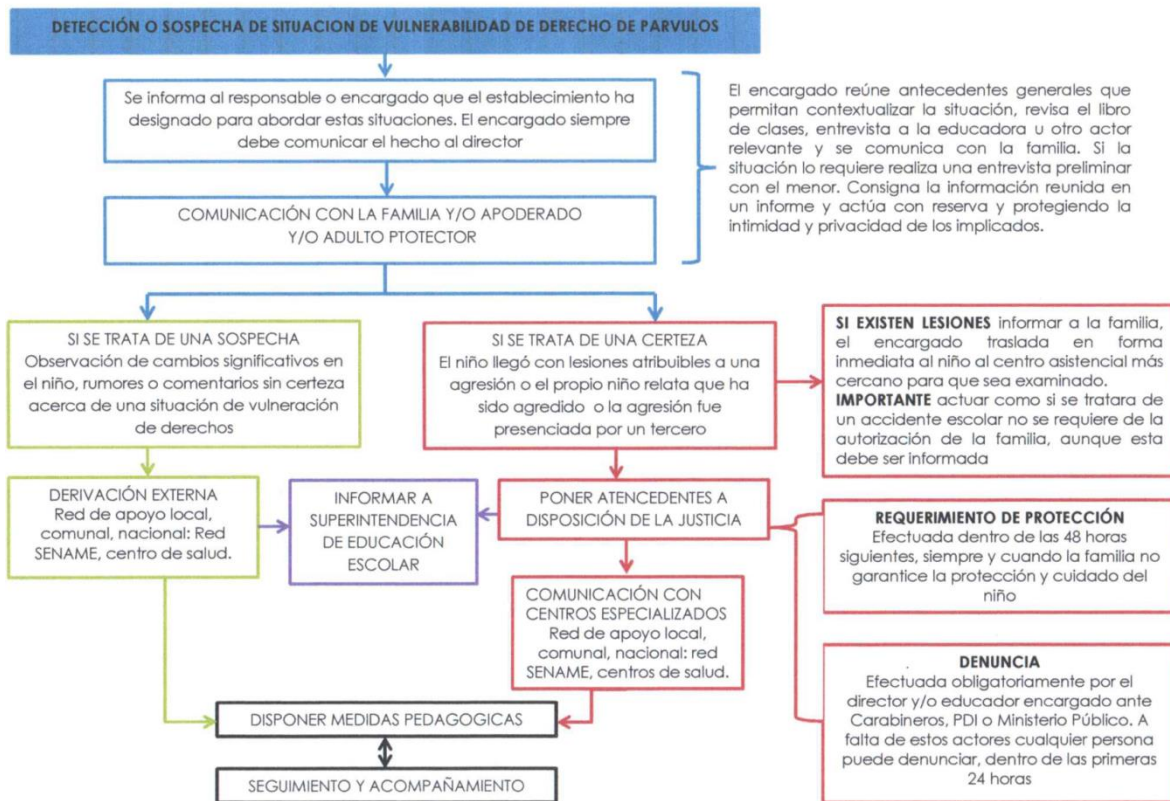 DETECCIÓN O SOSPECHA DE SITUACION DE VULNERABILIDAD DE DERECHO DE PARVULOS
Se informa al responsable o encargado que el establecimiento ha
designado para abordar estas situaciones. El encargado siempre
debe comunicar el hecho al director
El encargado reúne antecedentes generales que
permitan contextualizar la situación, revisa el libro
de clases, entrevista a la educadora u otro actor
relevante y se comunica con la familia. Si la
situación lo requiere realiza una entrevista preliminar
con el menor. Consigna la información reunida en
un informe y actúa con reserva y protegiendo la
intimidad y privacidad de los implicados.
COMUNICACIÓN CON LA FAMILIA Y/O APODERADO
Y/O ADULTO PTOTECTOR
SI SE TRATA DE UNA SOSPECHA
Observación de cambios significativos en
el niño, rumores o comentarios sin certeza
acerca de una situación de vulneración
de derechos
SI SE TRATA DE UNA CERTEZA
El niño llegó con lesiones atribuibles a una
agresión o el propio niño relata que ha
sido agredido o la agresión fue
presenciada por un tercero
SI EXISTEN LESIONES informar a la familia,
el encargado traslada en forma
inmediata al niño al centro asistencial más
cercano para que sea examinado.
IMPORTANTE actuar como si se tratara de
un accidente escolar no se requiere de la
autorización de la familia, aunque esta
debe ser informada
DERIVACIÓN EXTERNA
Red de apoyo local,
comunal, nacional: Red
SENAME, centro de salud.
INFORMAR A
SUPERINTENDENCIA
DE EDUCACIÓN
ESCOLAR
PONER ATENCEDENTES A
DISPOSICIÓN DE LA JUSTICIA
REQUERIMIENTO DE PROTECCIÓN
Efectuada dentro de las 48 horas
siguientes, siempre y cuando la familia no
garantice la protección y cuidado del
niño
COMUNICACIÓN CON
CENTROS ESPECIALIZADOS
Red de apoyo local,
comunal, nacional: red
SENAME, centros de salud.
DENUNCIA
Efectuada obligatoriamente por el
director y/o educador encargado ante
Carabineros, PDI o Ministerio Público. A
falta de estos actores cualquier persona
puede denunciar, dentro de las primeras
24 horas
DISPONER MEDIDAS PEDAGOGICAS
SEGUIMIENTO Y ACOMPAÑAMIENTO